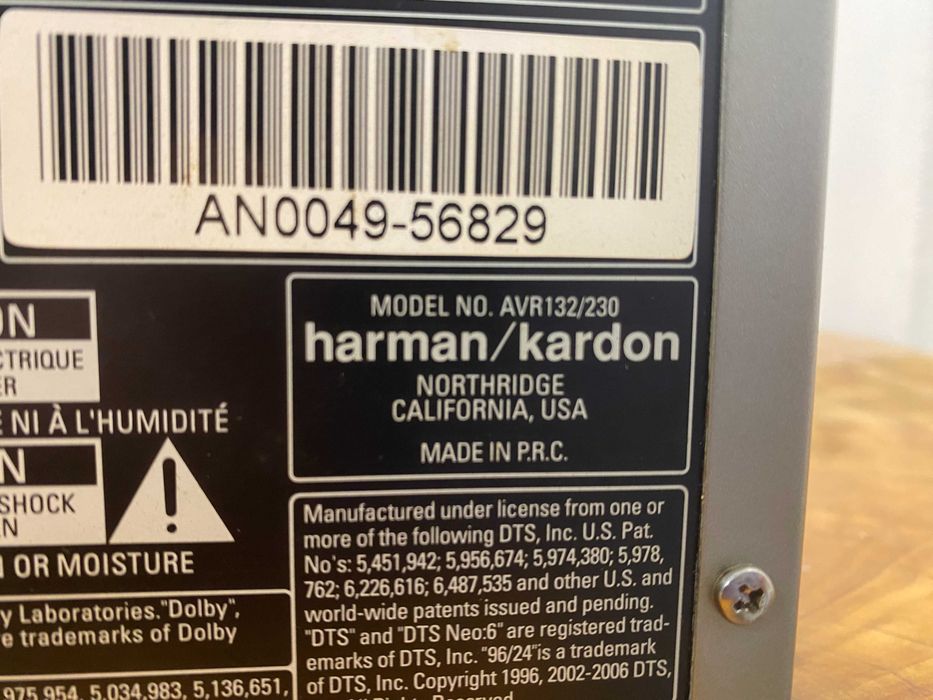 AN0049-56829
MODEL NO. AVR132/230
harman/kardon
NORTHRIDGE
CALIFORNIA, USA
MADE IN P.R.C.
ON
CTRIQUE
ER
E NI À L'HUMIDITÉ
N
SHOCK
EN
OR MOISTURE
y Laboratories."Dolby",
e trademarks of Dolby
975,954, 5,034,983, 5,136,651,
Manufactured under license from one or
more of the following DTS, Inc. U.S. Pat.
No's: 5,451,942; 5,956,674; 5,974,380; 5,978,
762; 6,226,616; 6,487,535 and other U.S. and
world-wide patents issued and pending.
"DTS" and "DTS Neo:6" are registered trad-
emarks of DTS, Inc. "96/24"is a trademark
of DTS, Inc. Copyright 1996, 2002-2006 DTS,
Rights Reserved